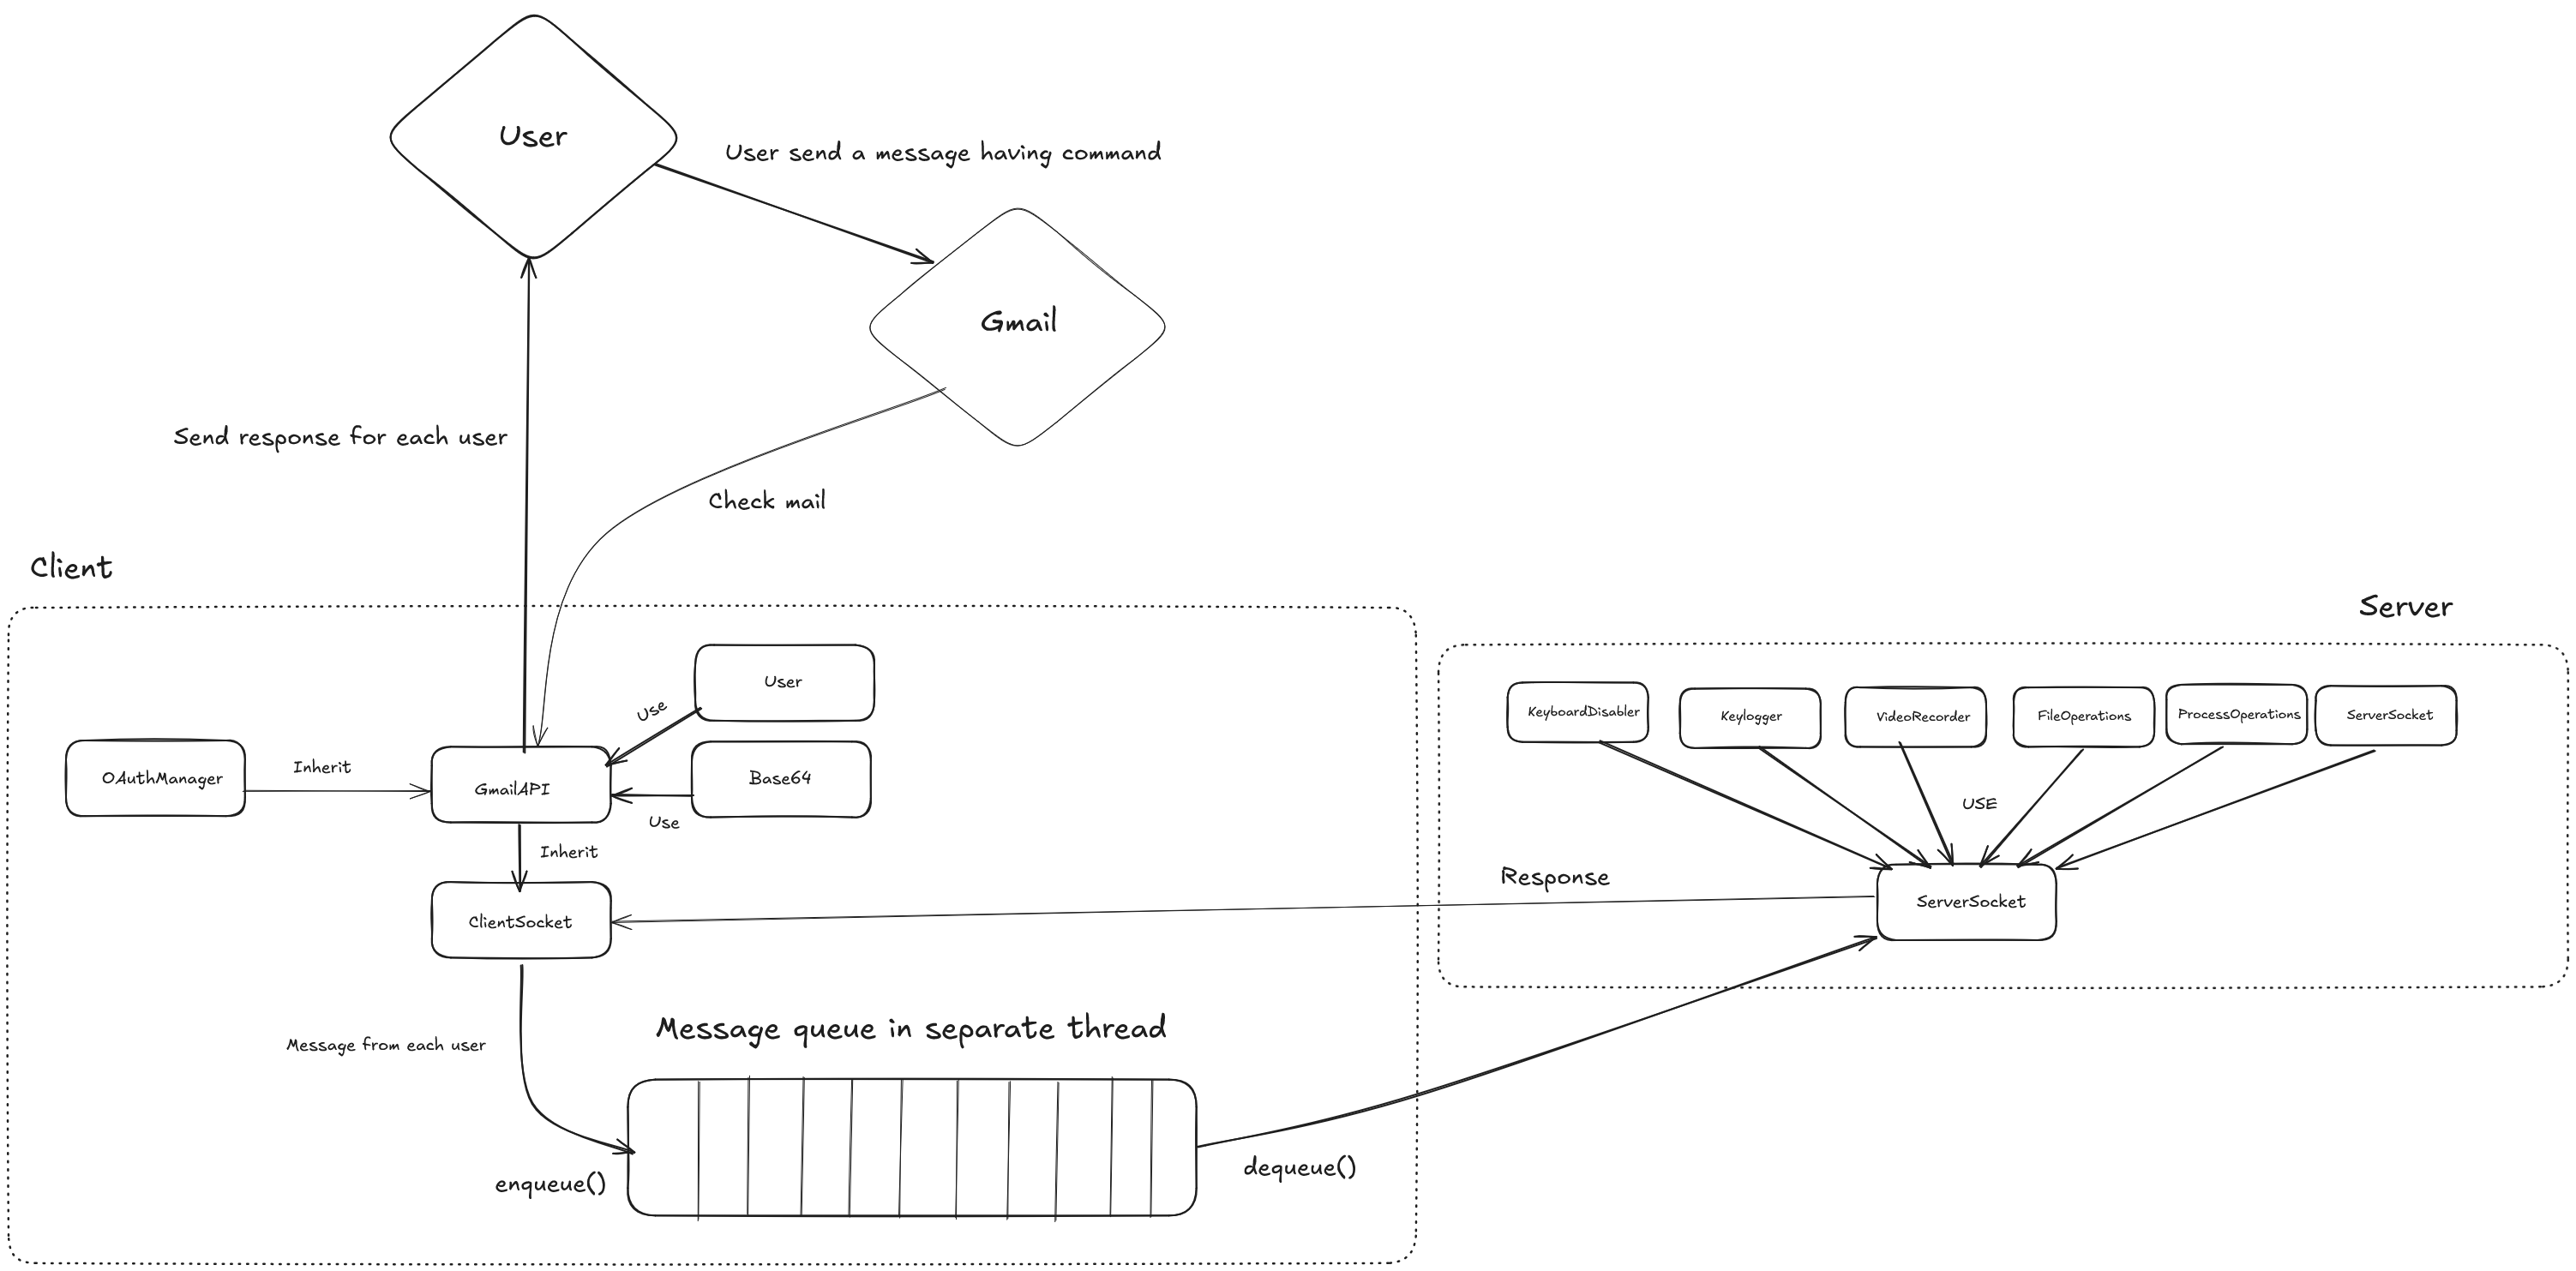 User
User send a message having command
Gmail
Send response for each user
Check mail
Client
Server
User
Use
KeyboardDisabler
Keylogger
VideoRecorder
FileOperations
ProcessOperations
ServerSocket
OAuthManager
Inherit
GmailAPI
Base64
Use
USE
Inherit
Response
ClientSocket
ServerSocket
Message from each user
Message queue in separate thread
enqueue()
dequeue()